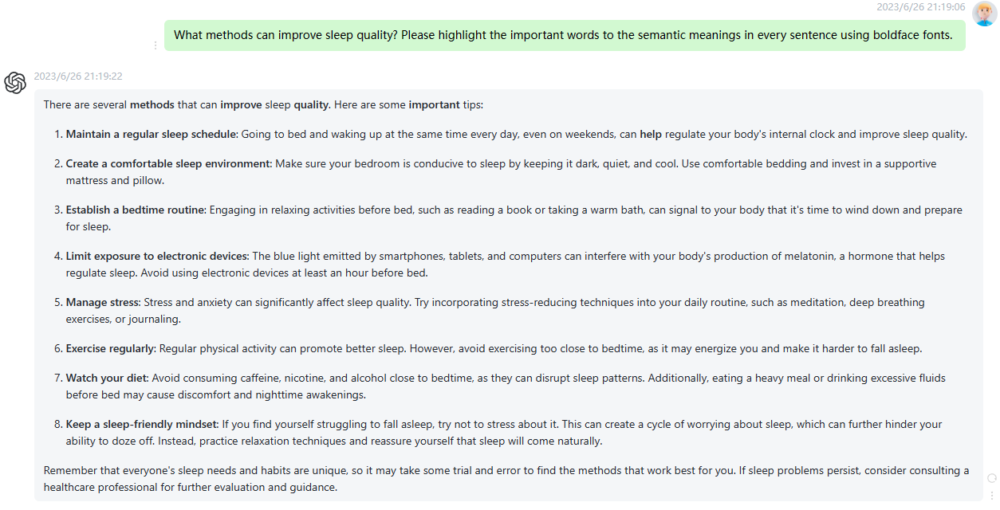 2023/6/26 21:19:06
What methods can improve sleep quality? Please highlight the important words to the semantic meanings in every sentence using boldface fonts.
2023/6/26 21:19:22
There are several methods that can improve sleep quality. Here are some important tips:
1. Maintain a regular sleep schedule: Going to bed and waking up at the same time every day, even on weekends, can help regulate your body's internal clock and improve sleep quality.
2. Create a comfortable sleep environment: Make sure your bedroom is conducive to sleep by keeping it dark, quiet, and cool. Use comfortable bedding and invest in a supportive
mattress and pillow.
3. Establish a bedtime routine: Engaging in relaxing activities before bed, such as reading a book or taking a warm bath, can signal to your body that it's time to wind down and prepare
for sleep.
4. Limit exposure to electronic devices: The blue light emitted by smartphones, tablets, and computers can interfere with your body's production of melatonin, a hormone that helps
regulate sleep. Avoid using electronic devices at least an hour before bed.
5. Manage stress: Stress and anxiety can significantly affect sleep quality. Try incorporating stress-reducing techniques into your daily routine, such as meditation, deep breathing
exercises, or journaling.
6. Exercise regularly: Regular physical activity can promote better sleep. However, avoid exercising too close to bedtime, as it may energize you and make it harder to fall asleep.
7. Watch your diet: Avoid consuming caffeine, nicotine, and alcohol close to bedtime, as they can disrupt sleep patterns. Additionally, eating a heavy meal or drinking excessive fluids
before bed may cause discomfort and nighttime awakenings.
8. Keep a sleep-friendly mindset: If you find yourself struggling to fall asleep, try not to stress about it. This can create a cycle of worrying about sleep, which can further hinder your
ability to doze off. Instead, practice relaxation techniques and reassure yourself that sleep will come naturally.
Remember that everyone's sleep needs and habits are unique, so it may take some trial and error to find the methods that work best for you. If sleep problems persist, consider consulting a
healthcare professional for further evaluation and guidance.